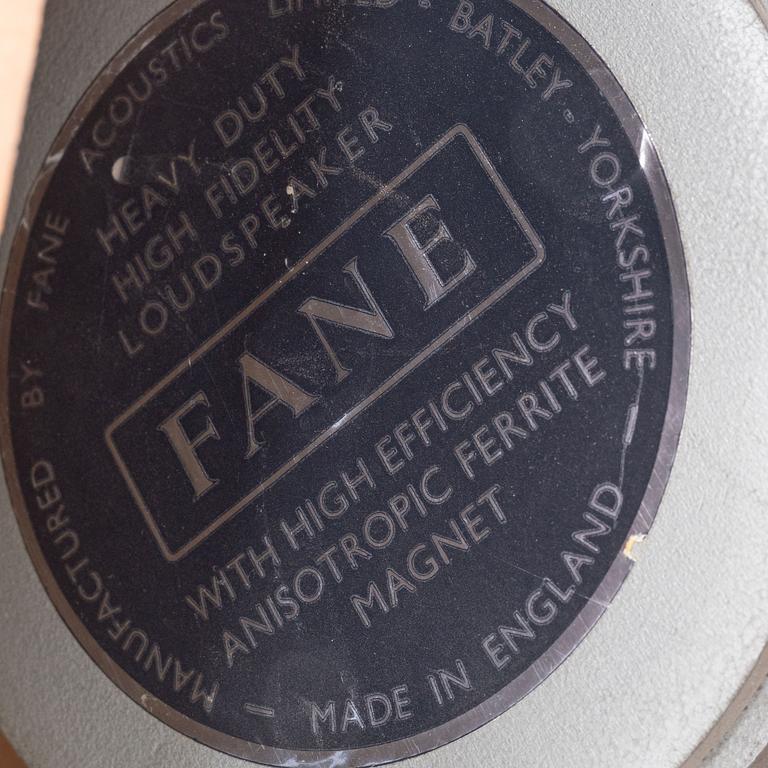 HEAVY DUTY
HIGH FIDELITY
LOUDSPEAKER
FANE
WITH HIGH EFFICIENCY
ANISOTROPIC FERRITE
MAGNET
MANUFACTURED BY FANE ACOUSTICS LIMITED - BATLEY - YORKSHIRE - MADE IN ENGLAND -